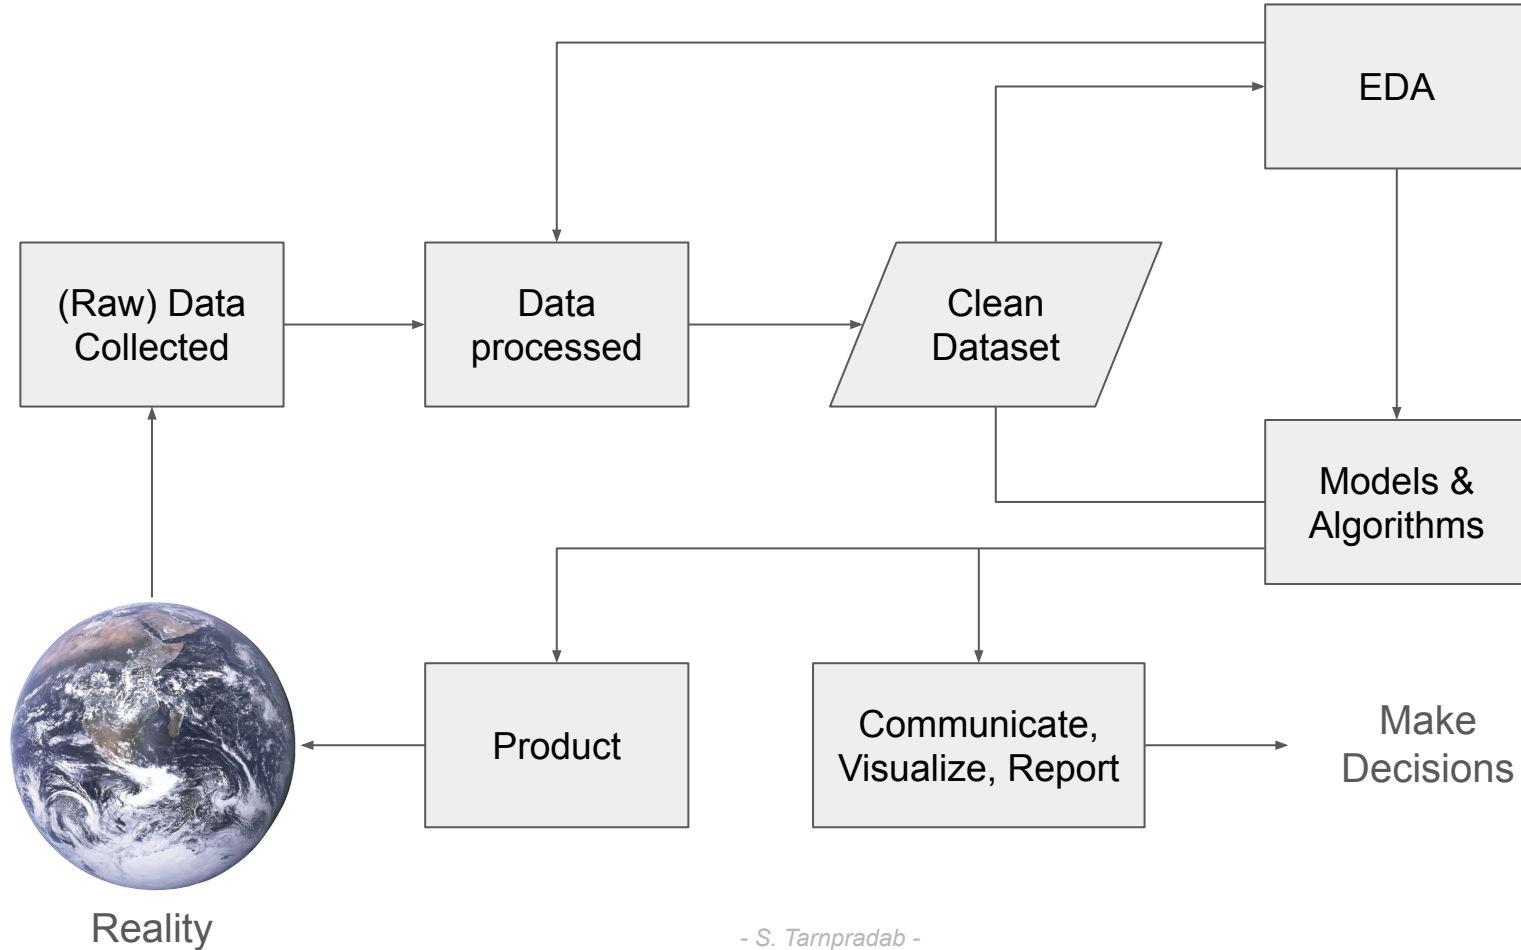 EDA
(Raw) Data
Collected
Data
processed
Clean
Dataset
Models &
Algorithms
Product
Communicate,
Visualize, Report
Make
Decisions
Reality
- S. Tarnpradab -